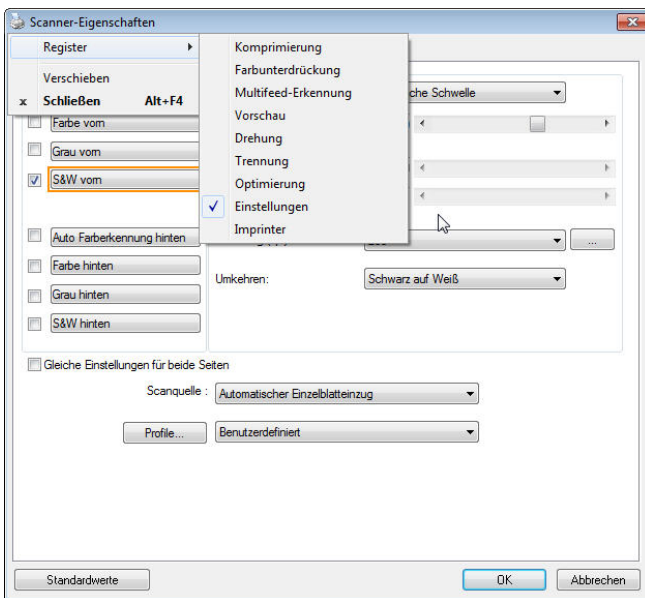 Scanner-Eigenschaften
Register
Verschieben
x Schließen Alt+F4
Komprimierung
Farbunterdrückung
Multifeed-Erkennung
Vorschau
Drehung
Trennung
Optimierung
Einstellungen
Imprinter
che Schwelle
Farbe vorn
Grau vorn
S&W vorn
Auto Farberkennung hinten
...
Farbe hinten
Umkehren: Schwarz auf Weiß
Grau hinten
S&W hinten
Gleiche Einstellungen für beide Seiten
Scanquelle : Automatischer Einzelblatteinzug
Profile... Benutzerdefiniert
Standardwerte OK Abbrechen